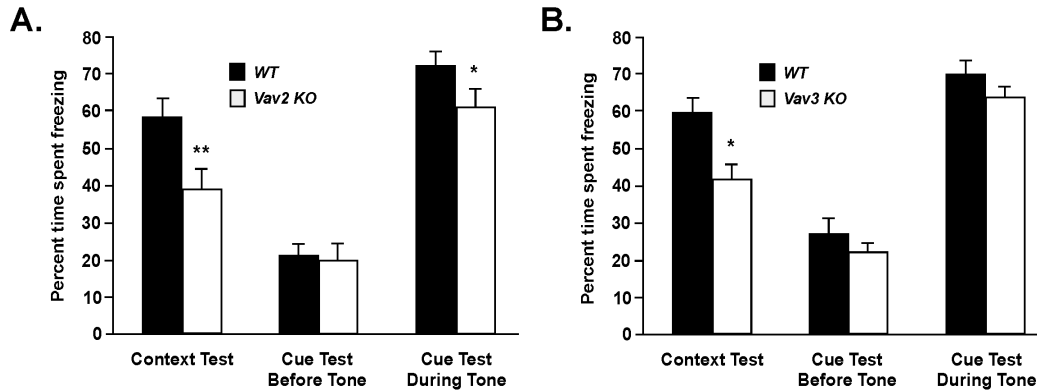 A.
Percent time spent freezing
80
70
60
50
40
30
20
10
0
WT
Vav2 KO
**
*
Context Test
Cue Test
Before Tone
Cue Test
During Tone
B.
Percent time spent freezing
80
70
60
50
40
30
20
10
0
WT
Vav3 KO
*
Context Test
Cue Test
Before Tone
Cue Test
During Tone